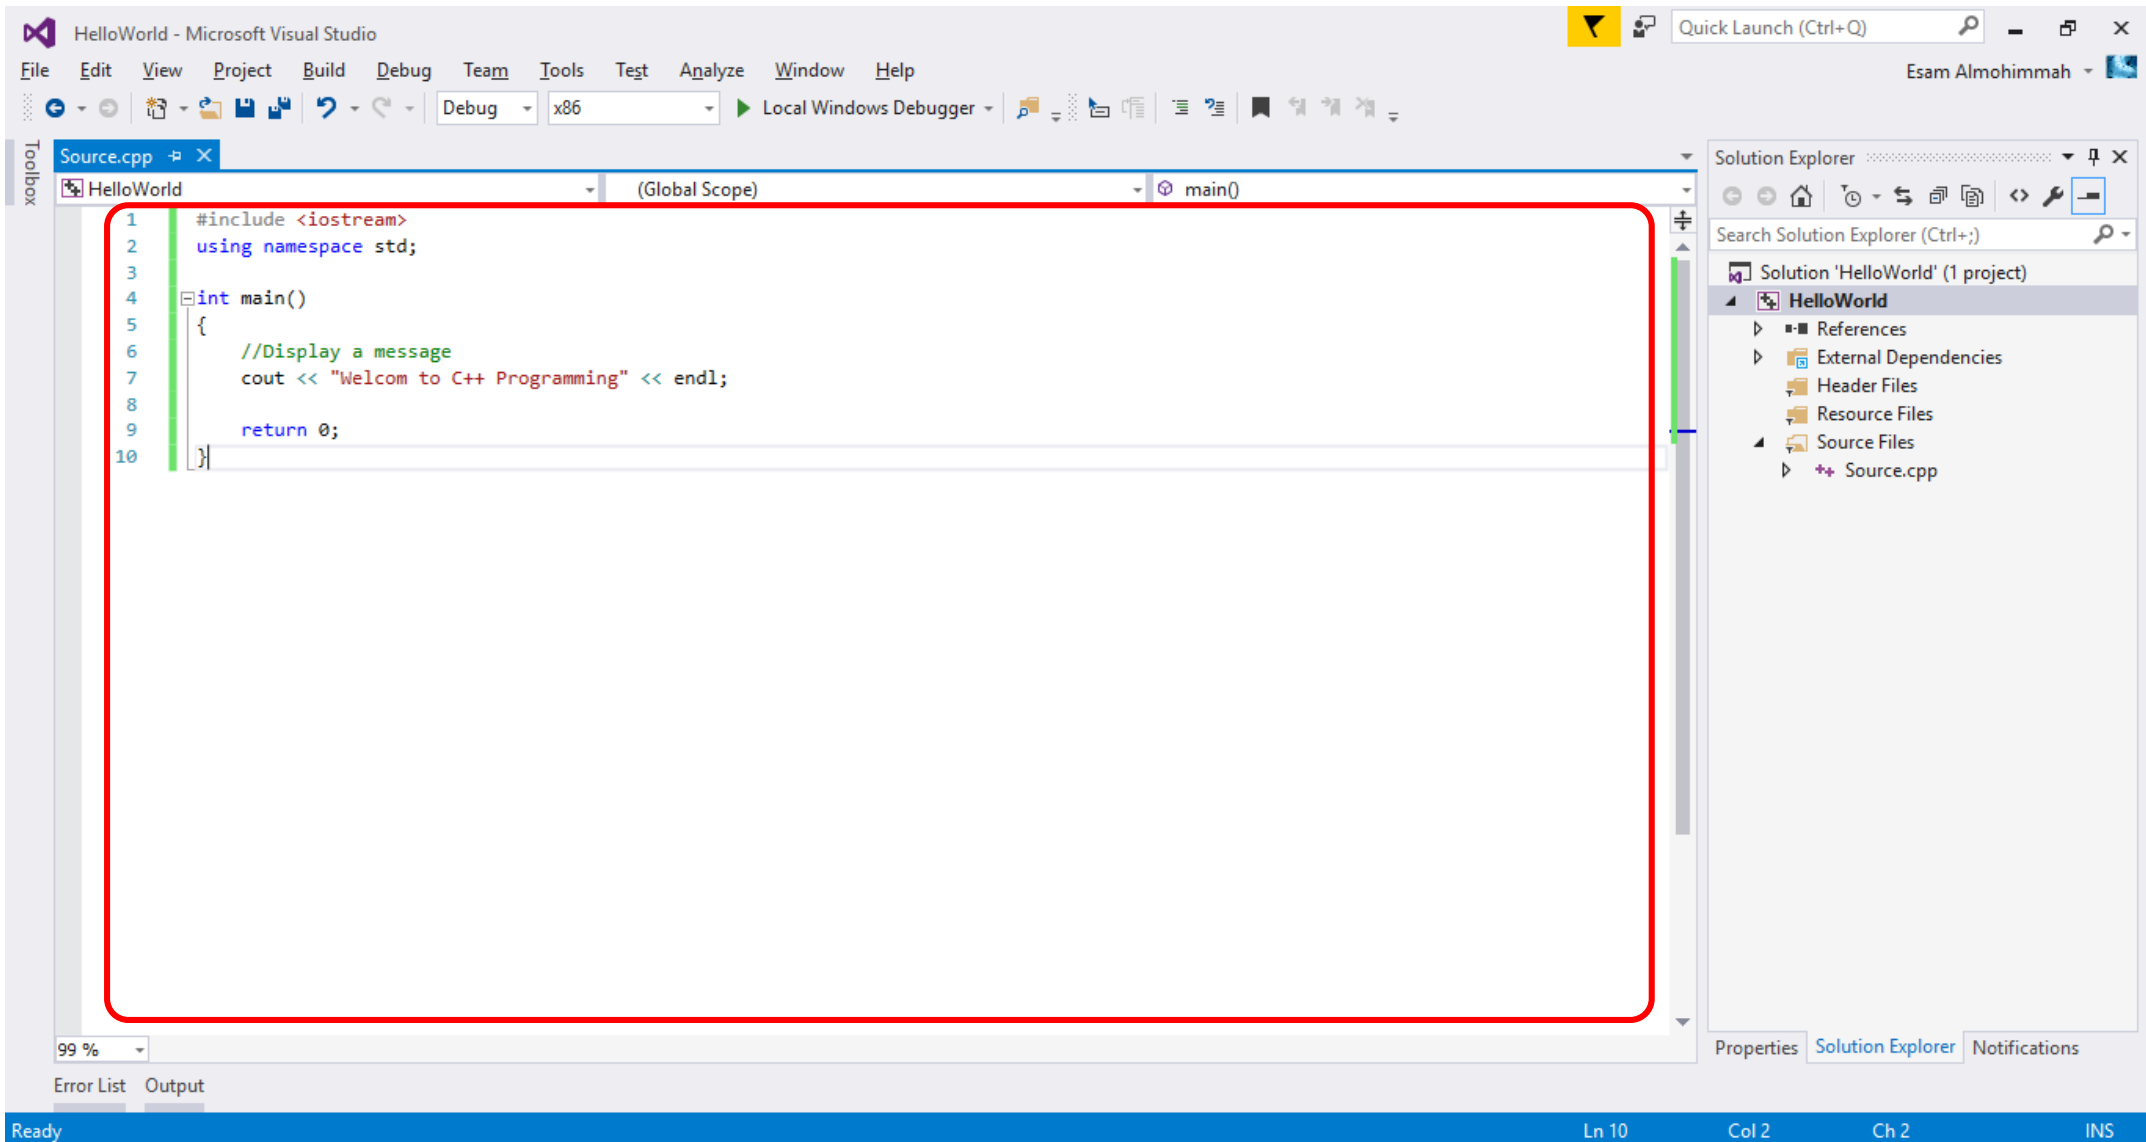 HelloWorld - Microsoft Visual Studio
Quick Launch (Ctrl+Q)
File Edit View Project Build Debug Team Tools Test Analyze Window Help
Esam Almohimmah
Debug x86 Local Windows Debugger
Toolbox
Source.cpp
HelloWorld (Global Scope) main()
1 #include <iostream>
2 using namespace std;
3
4 int main()
5 {
6 //Display a message
7 cout << "Welcom to C++ Programming" << endl;
8
9 return 0;
10 }
99 %
Error List Output
Solution Explorer
Search Solution Explorer (Ctrl+;)
Solution 'HelloWorld' (1 project)
HelloWorld
References
External Dependencies
Header Files
Resource Files
Source Files
++ Source.cpp
Properties Solution Explorer Notifications
Ready Ln 10 Col 2 Ch 2 INS